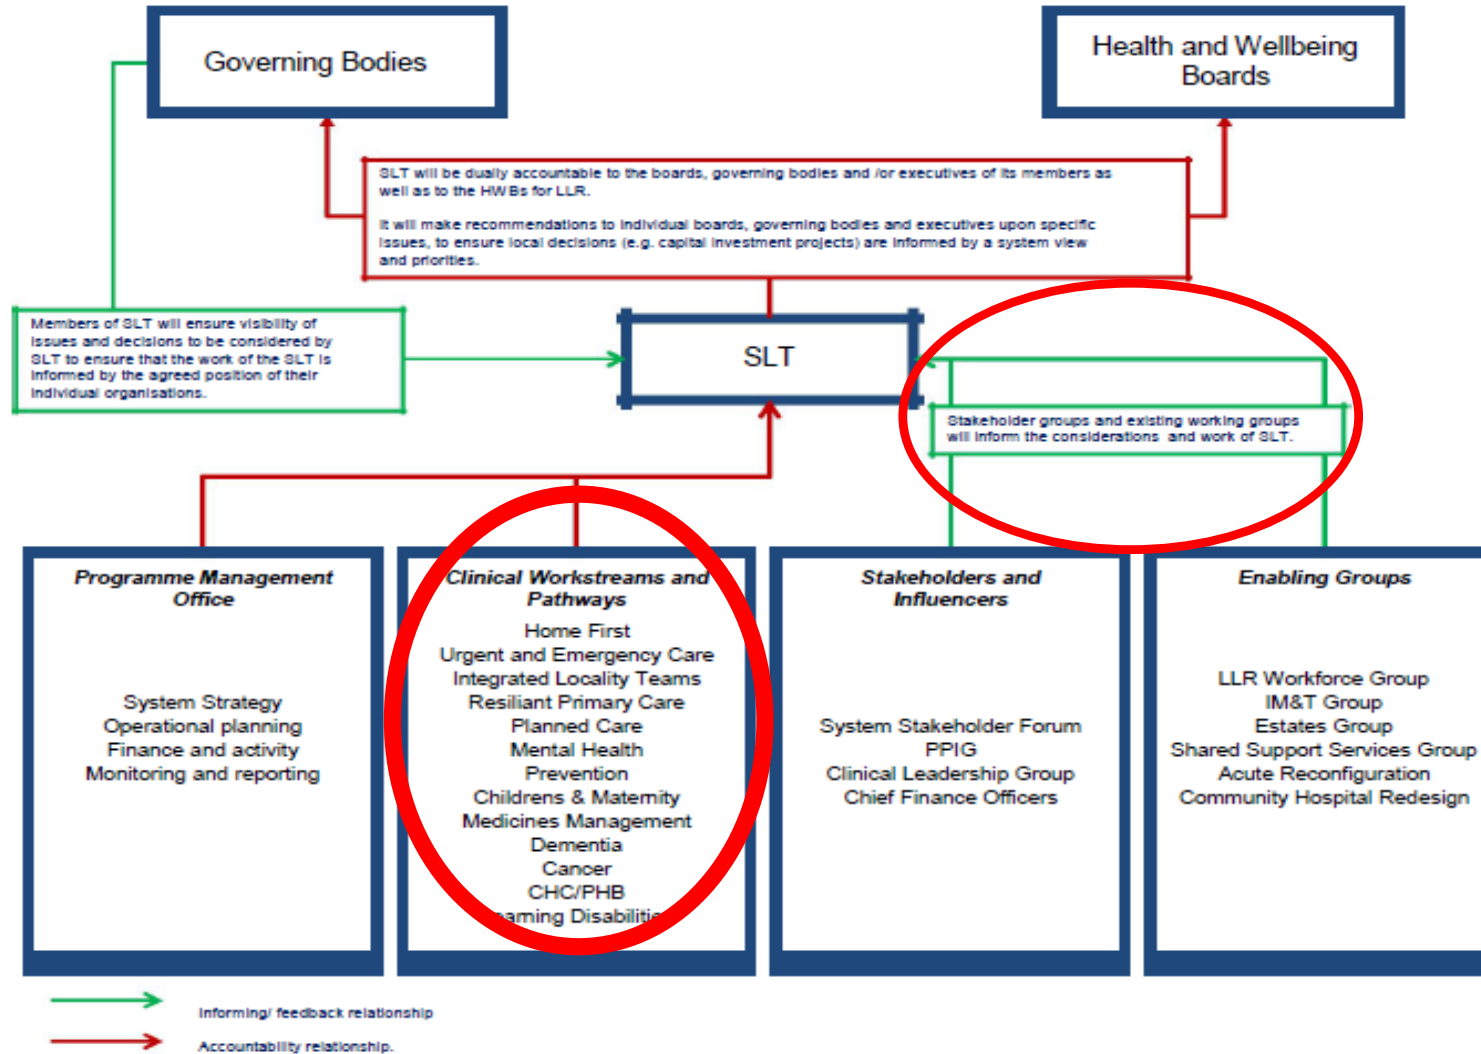 Governing Bodies
Health and Wellbeing
Boards
SLT will be dually accountable to the boards, governing bodies and /or executives of its members as
well as to the HWBs for LLR.
It will make recommendations to individual boards, governing bodies and executives upon specific
issues, to ensure local decisions (e.g. capital investment projects) are informed by a system view
and priorities.
Members of SLT will ensure visibility of
issues and decisions to be considered by
SLT to ensure that the work of the SLT is
informed by the agreed position of their
individual organisations.
SLT
Stakeholder groups and existing working groups
will inform the considerations and work of SLT.
Programme Management
Office
System Strategy
Operational planning
Finance and activity
Monitoring and reporting
Clinical Workstreams and
Pathways
Home First
Urgent and Emergency Care
Integrated Locality Teams
Resiliant Primary Care
Planned Care
Mental Health
Prevention
Childrens & Maternity
Medicines Management
Dementia
Cancer
CHC/PHB
Learning Disabilities
Stakeholders and
Influencers
System Stakeholder Forum
PPIG
Clinical Leadership Group
Chief Finance Officers
Enabling Groups
LLR Workforce Group
IM&T Group
Estates Group
Shared Support Services Group
Acute Reconfiguration
Community Hospital Redesign
Informing/ feedback relationship
Accountability relationship.